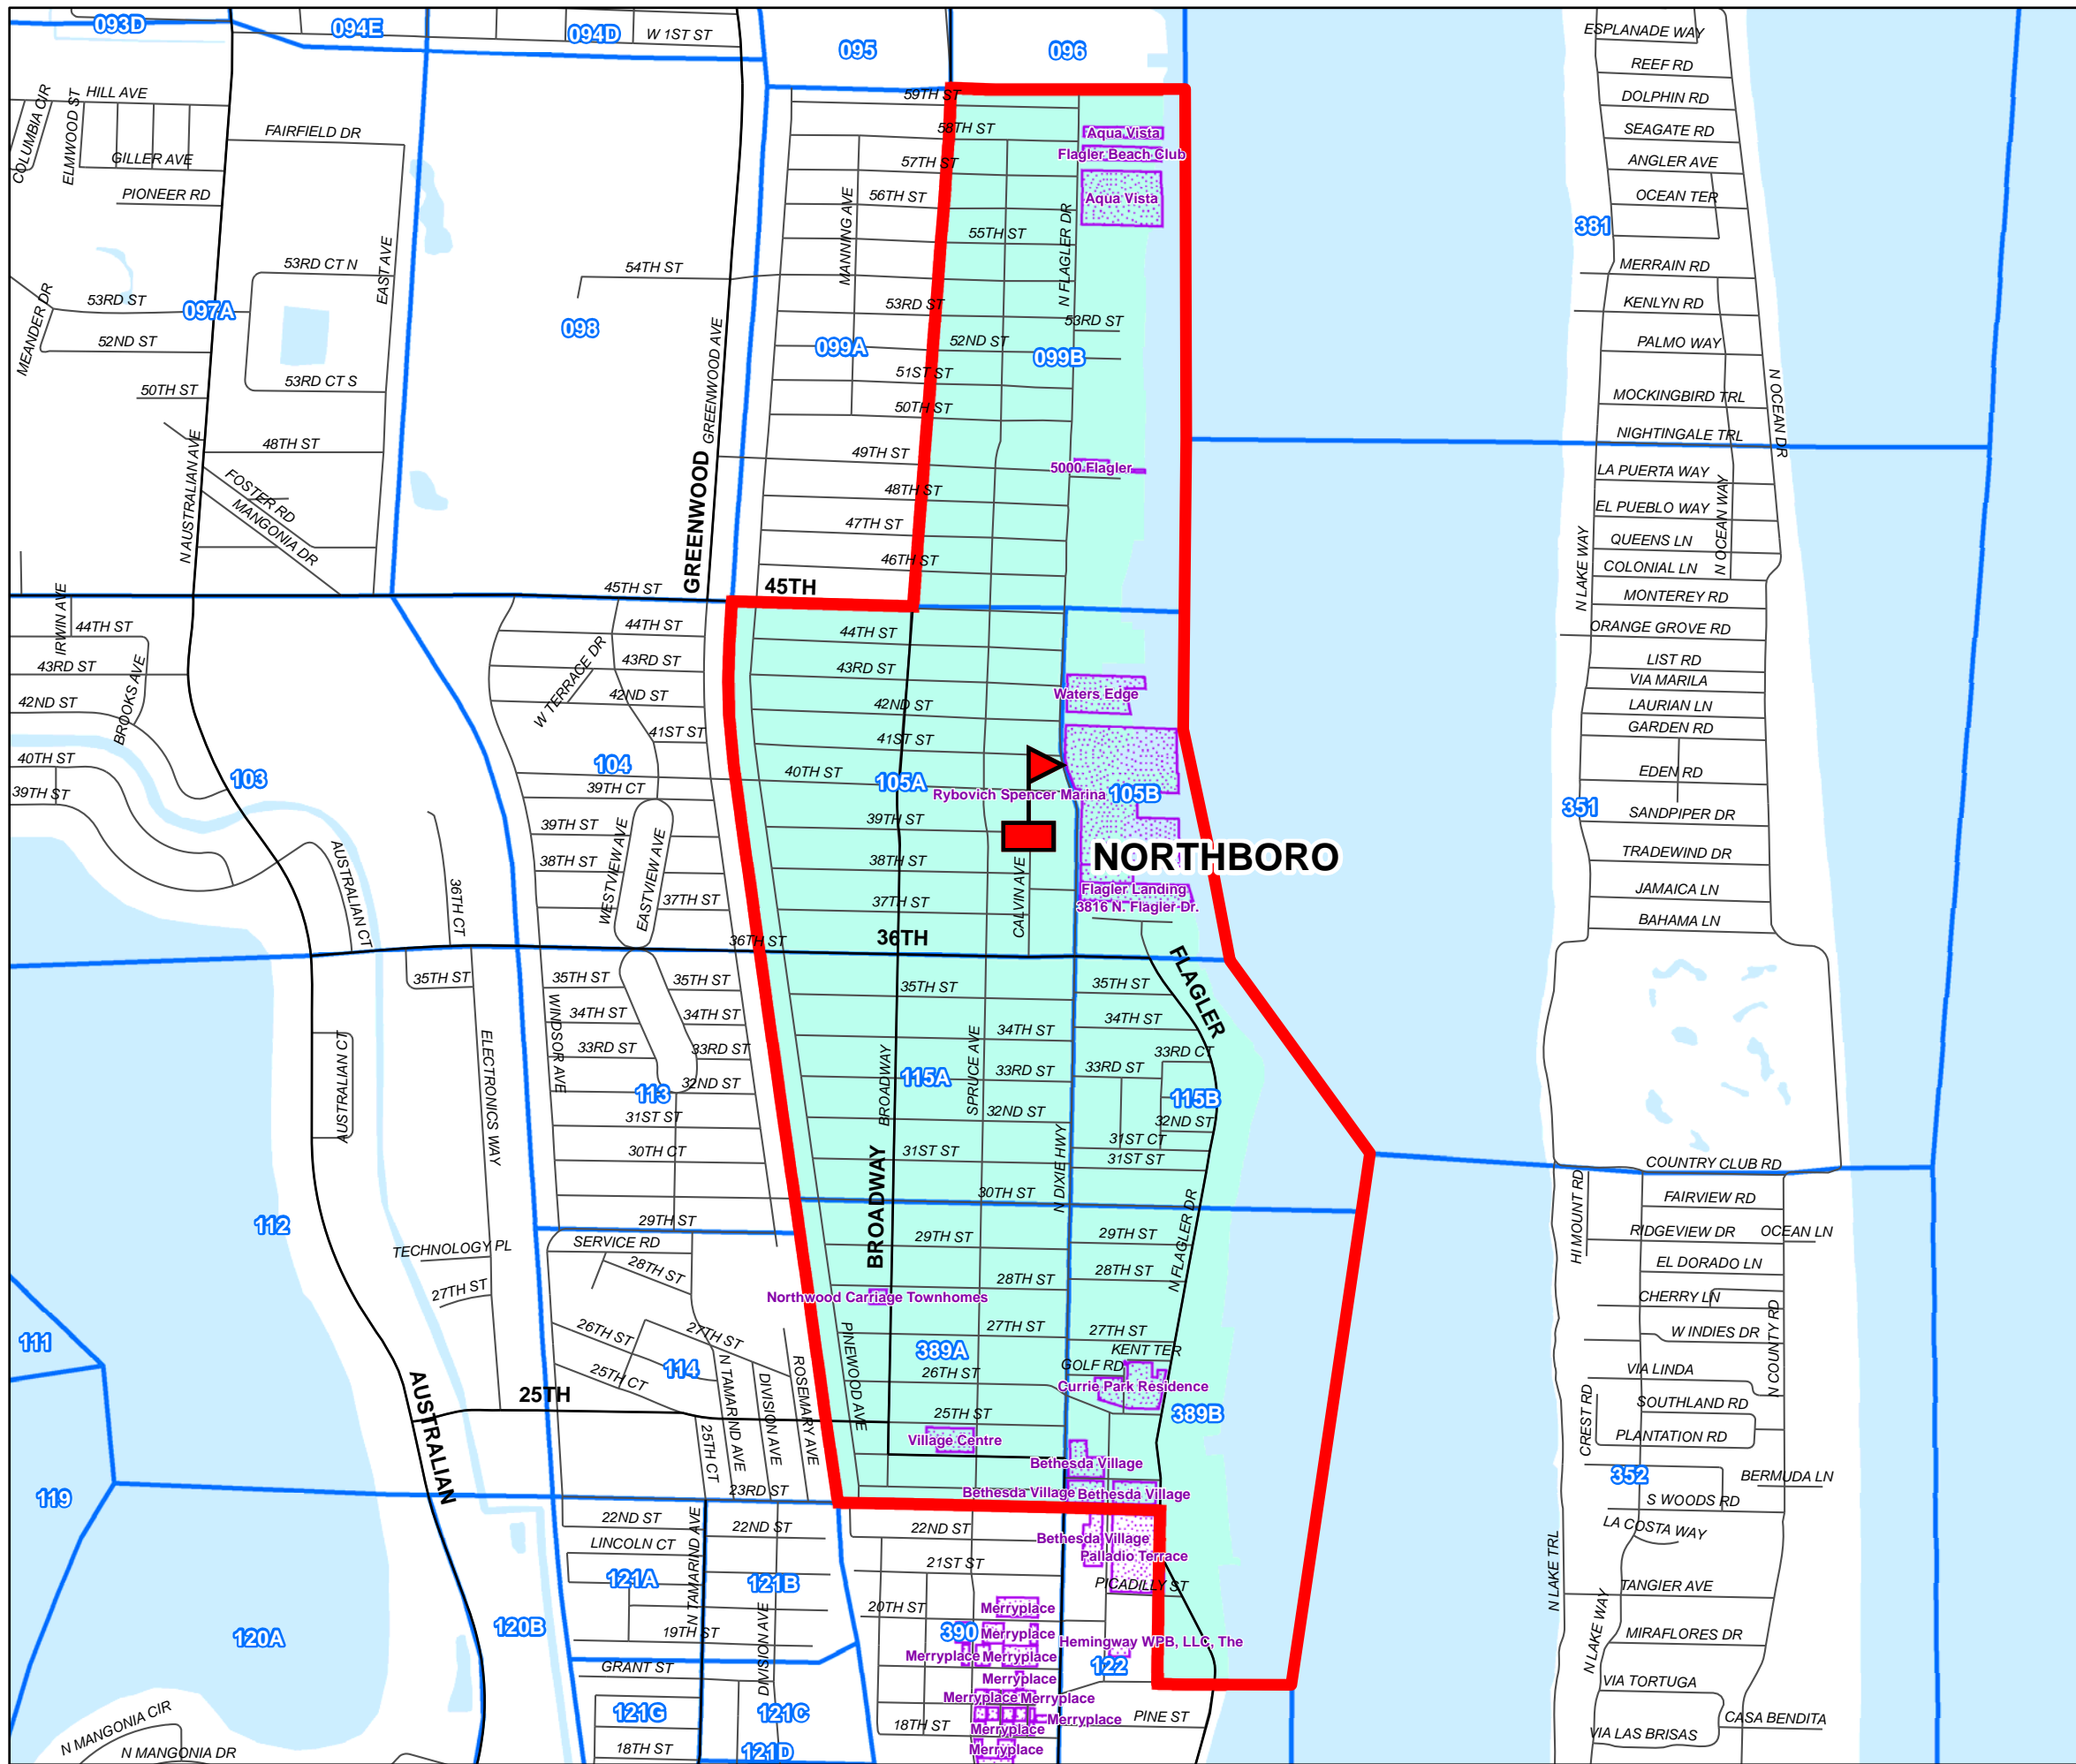 093D
094E
094D
W 1ST ST
095
096
ESPLANADE WAY
REEF RD
DOLPHIN RD
SEAGATE RD
ANGLER AVE
OCEAN TER
381
MERRAIN RD
KENLYN RD
PALMO WAY
MOCKINGBIRD TRL
NIGHTINGALE TRL
N OCEAN DR
LA PUERTA WAY
EL PUEBLO WAY
N OCEAN WAY
QUEENS LN
COLONIAL LN
N LAKE WAY
MONTEREY RD
ORANGE GROVE RD
LIST RD
VIA MARILA
LAURIAN LN
GARDEN RD
EDEN RD
351
SANDPIPER DR
TRADEWIND DR
JAMAICA LN
BAHAMA LN
COUNTRY CLUB RD
HI MOUNT RD
FAIRVIEW RD
RIDGEVIEW DR
OCEAN LN
EL DORADO LN
CHERRY LN
W INDIES DR
N COUNTY RD
VIA LINDA
CREST RD
SOUTHLAND RD
PLANTATION RD
352
BERMUDA LN
S WOODS RD
LA COSTA WAY
N LAKE TRL
TANGIER AVE
N LAKE WAY
MIRAFLORES DR
VIA TORTUGA
CASA BENDITA
VIA LAS BRISAS
COLUMBIA CIR
HILL AVE
ELMWOOD ST
GILLER AVE
PIONEER RD
FAIRFIELD DR
EAST AVE
53RD CT N
53RD ST
097A
MEANDER DR
52ND ST
53RD CT S
50TH ST
48TH ST
N AUSTRALIAN AVE
FOSTER RD
MANGONIA DR
54TH ST
098
GREENWOOD AVE
GREENWOOD
45TH ST
45TH
59TH ST
58TH ST
57TH ST
56TH ST
55TH ST
MANNING AVE
N FLAGLER DR
53RD ST
53RD ST
52ND ST
099A
099B
51ST ST
50TH ST
49TH ST
48TH ST
47TH ST
46TH ST
Aqua Vista
Flagler Beach Club
Aqua Vista
5000 Flagler
IRWIN AVE
44TH ST
43RD ST
BROOKS AVE
42ND ST
40TH ST
39TH ST
103
44TH ST
W TERRACE DR
43RD ST
42ND ST
41ST ST
104
39TH CT
39TH ST
38TH ST
WESTVIEW AVE
EASTVIEW AVE
37TH ST
36TH ST
36TH CT
AUSTRALIAN CT
44TH ST
43RD ST
42ND ST
41ST ST
40TH ST
105A
39TH ST
38TH ST
37TH ST
36TH
CALVIN AVE
Waters Edge
Rybovich Spencer Marina
105B
NORTHBORO
Flagler Landing
3816 N. Flagler Dr.
FLAGLER
35TH ST
35TH ST
35TH ST
WINDSOR AVE
34TH ST
34TH ST
33RD ST
33RD ST
32ND ST
113
31ST ST
30TH CT
29TH ST
AUSTRALIAN CT
ELECTRONICS WAY
TECHNOLOGY PL
27TH ST
112
35TH ST
35TH ST
34TH ST
34TH ST
33RD CT
33RD ST
33RD ST
BROADWAY
115A
SPRUCE AVE
115B
32ND ST
32ND ST
31ST CT
31ST ST
31ST ST
BROADWAY
N DIXIE HWY
30TH ST
29TH ST
29TH ST
28TH ST
28TH ST
N FLAGLER DR
Northwood Carriage Townhomes
27TH ST
27TH ST
PINEWOOD AVE
389A
KENT TER
GOLF RD
26TH ST
Currie Park Residence
25TH ST
389B
Village Centre
Bethesda Village
Bethesda Village
Bethesda Village
SERVICE RD
28TH ST
26TH ST
27TH ST
114
25TH CT
25TH
N TAMARIND AVE
DIVISION AVE
ROSEMARY AVE
25TH CT
23RD ST
AUSTRALIAN
111
119
120A
120B
22ND ST
LINCOLN CT
121A
N TAMARIND AVE
22ND ST
121B
19TH ST
DIVISION AVE
GRANT ST
121G
121C
18TH ST
121D
N MANGONIA CIR
N MANGONIA DR
22ND ST
21ST ST
20TH ST
390
18TH ST
Bethesda Village
Palladio Terrace
PICADILLY ST
Merryplace
Merryplace
Merryplace
Merryplace
Merryplace
Merryplace
Merryplace
Merryplace
Merryplace
Merryplace
Hemingway WPB, LLC, The
122
PINE ST